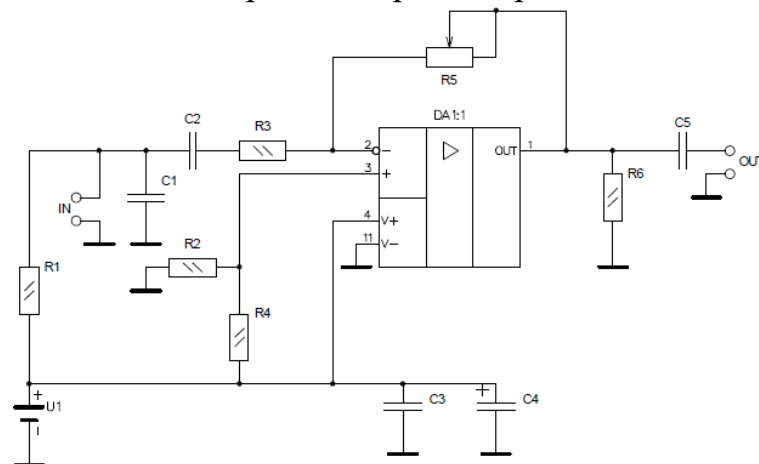 R5
DA1:1
C2
R3
2
-
OUT
1
C5
3
+
OU
R6
C1
IN
4
V+
11
V-
R2
R1
R4
+
U1
C3
+
C4